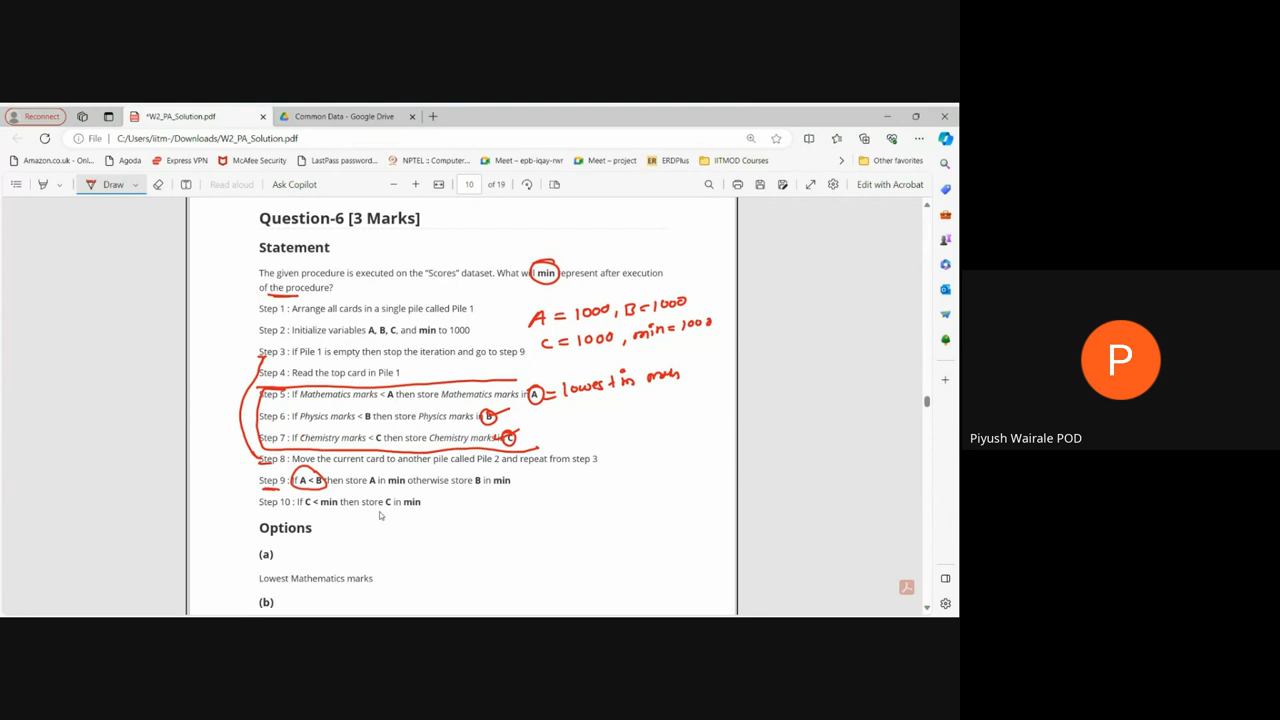 Reconnect
*W2_PA_Solution.pdf
Common Data - Google Drive
File
C:/Users/iitm-/Downloads/W2_PA_Solution.pdf
Amazon.co.uk - Onl...
Agoda
Express VPN
McAfee Security
LastPass password...
NPTEL :: Computer...
Meet – epb-iqay-rwr
Meet – project
ER ERDPlus
IITMOD Courses
Other favorites
Draw
Read aloud
Ask Copilot
10 of 19
Edit with Acrobat
Question-6 [3 Marks]
Statement
The given procedure is executed on the "Scores" dataset. What will min represent after execution
of the procedure?
Step 1 : Arrange all cards in a single pile called Pile 1
A = 1000, B = 1000
Step 2 : Initialize variables A, B, C, and min to 1000
C = 1000, min = 1000
Step 3 : If Pile 1 is empty then stop the iteration and go to step 9
Step 4 : Read the top card in Pile 1
Step 5 : If Mathematics marks < A then store Mathematics marks in A
= lowest in
Step 6 : If Physics marks < B then store Physics marks in B
Step 7 : If Chemistry marks < C then store Chemistry marks in C
Step 8 : Move the current card to another pile called Pile 2 and repeat from step 3
Step 9 : If A < B then store A in min otherwise store B in min
Step 10 : If C < min then store C in min
Options
(a)
Lowest Mathematics marks
(b)
P
Piyush Wairale POD